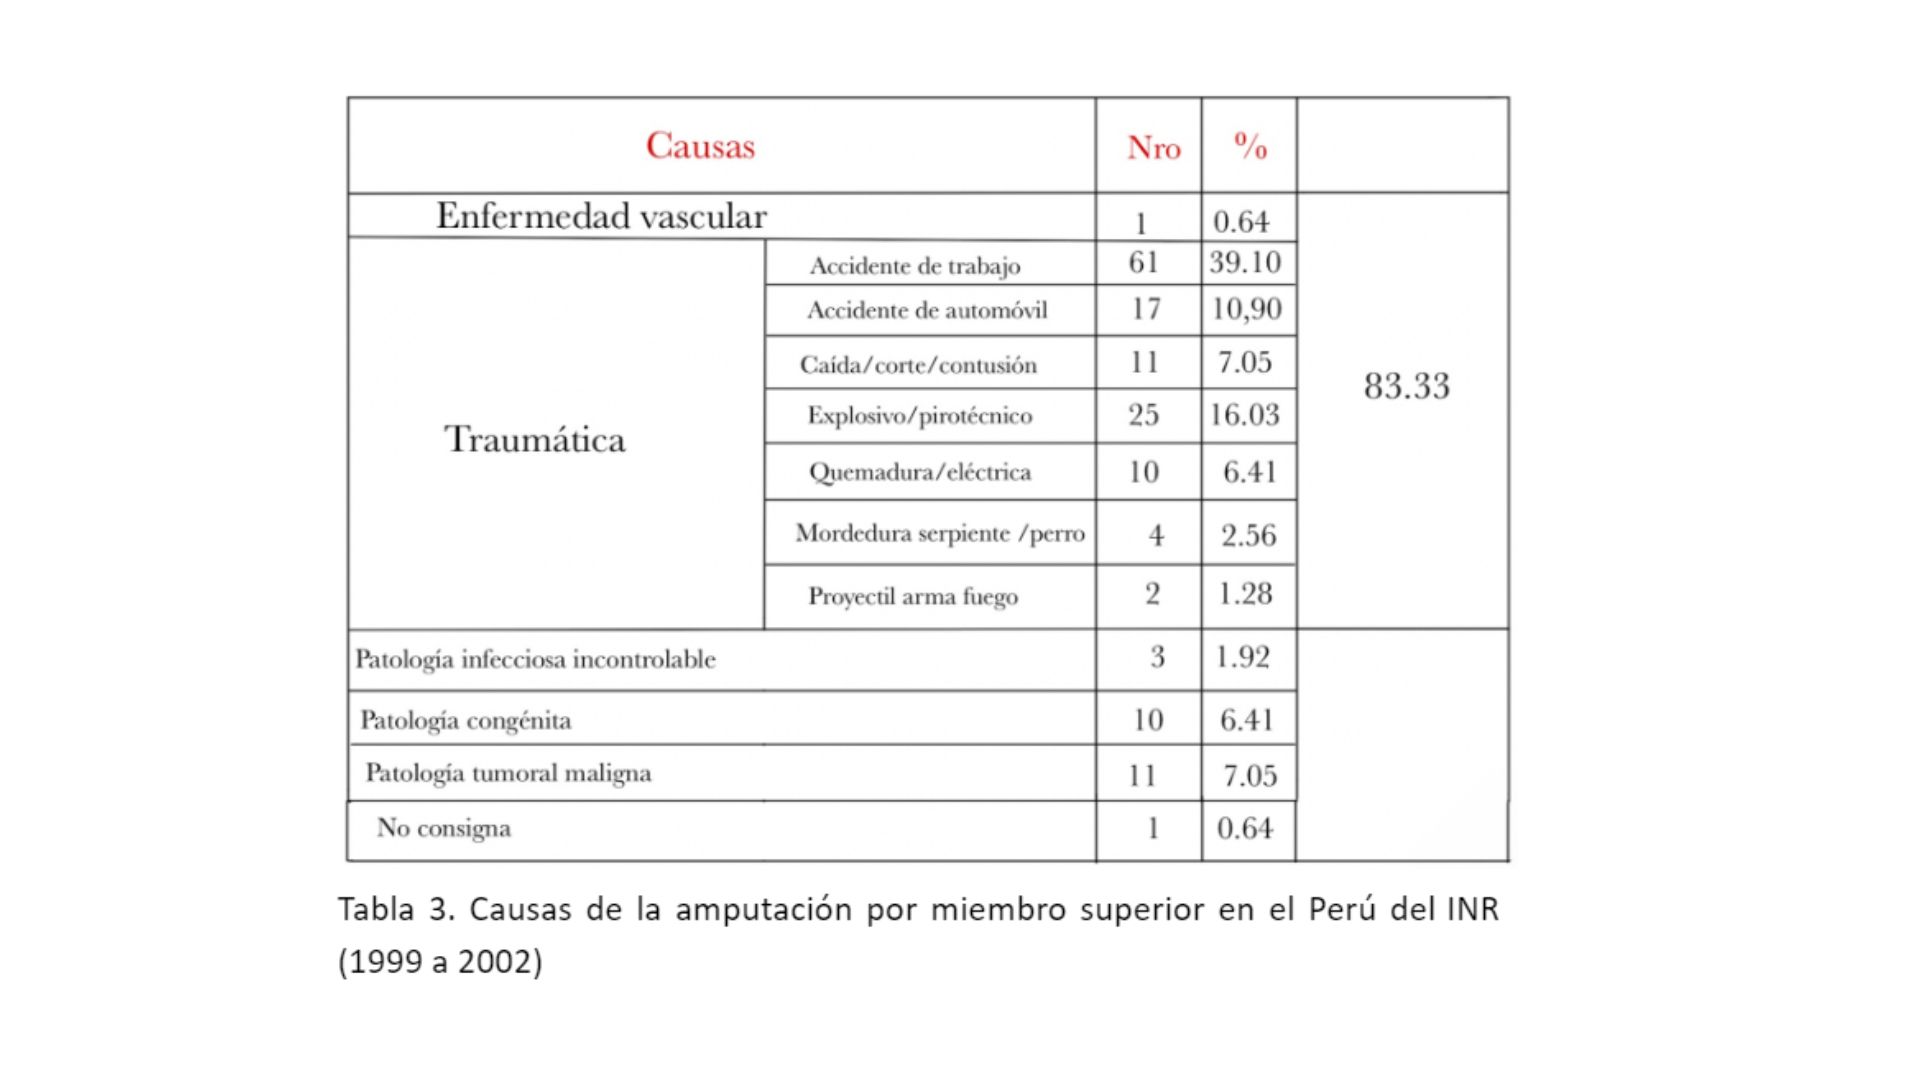 Causas Nro %
Enfermedad vascular 1 0.64
Traumática
Accidente de trabajo 61 39.10
Accidente de automóvil 17 10,90
Caída/corte/contusión 11 7.05
Explosivo/pirotécnico 25 16.03
Quemadura/eléctrica 10 6.41
Mordedura serpiente /perro 4 2.56
Proyectil arma fuego 2 1.28
83.33
Patología infecciosa incontrolable 3 1.92
Patología congénita 10 6.41
Patología tumoral maligna 11 7.05
No consigna 1 0.64
Tabla 3. Causas de la amputación por miembro superior en el Perú del INR
(1999 a 2002)